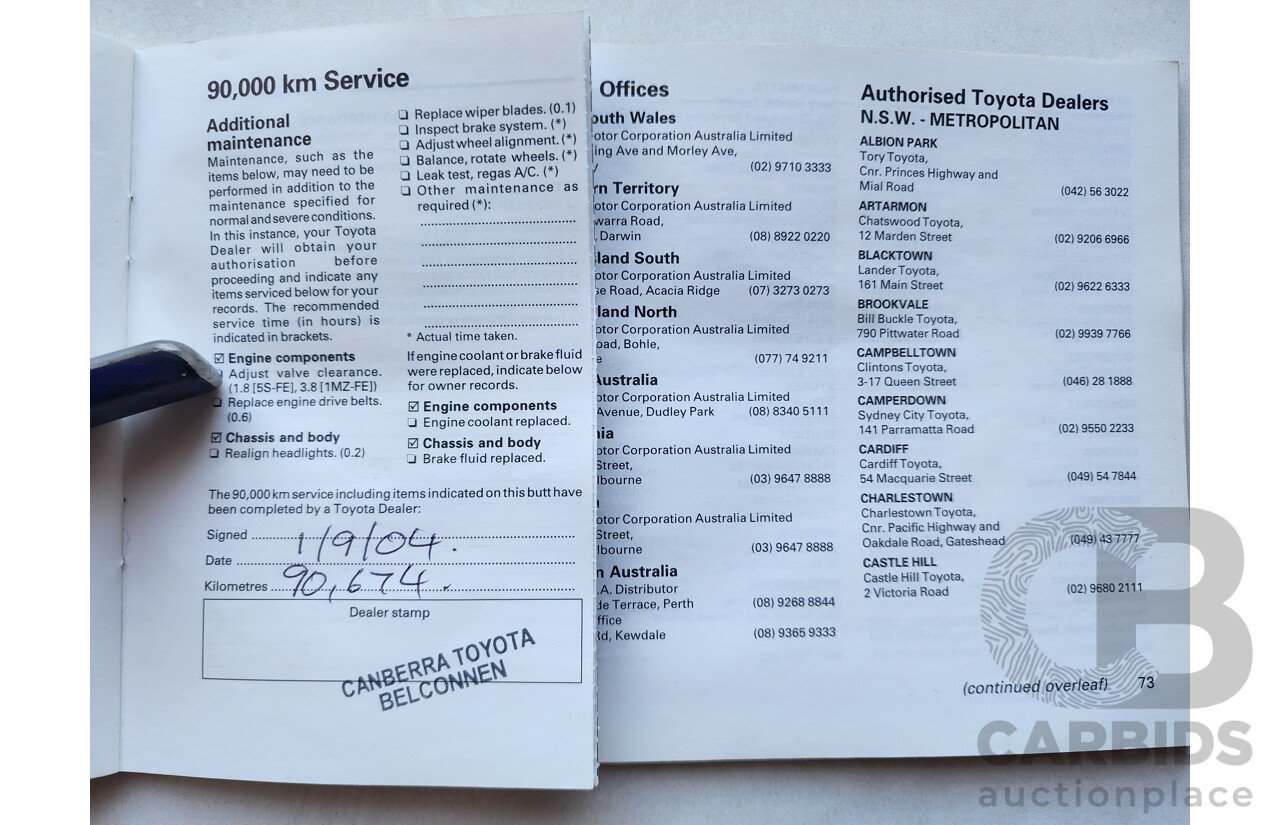 90,000 km Service
Additional
maintenance
Maintenance, such as the
items below, may need to be
performed in addition to the
maintenance specified for
normal and severe conditions.
In this instance, your Toyota
Dealer will obtain your
authorisation before
proceeding and indicate any
items serviced below for your
records. The recommended
service time (in hours) is
indicated in brackets.
☑ Engine components
Adjust valve clearance.
(1.8 [5S-FE], 3.8 [1MZ-FE])
❏ Replace engine drive belts.
(0.6)
☑ Chassis and body
❏ Realign headlights. (0.2)
❏ Replace wiper blades. (0.1)
❏ Inspect brake system. (*)
❏ Adjust wheel alignment. (*)
❏ Balance, rotate wheels. (*)
❏ Leak test, regas A/C. (*)
❏ Other maintenance as
required (*):
* Actual time taken.
If engine coolant or brake fluid
were replaced, indicate below
for owner records.
☑ Engine components
❏ Engine coolant replaced.
☑ Chassis and body
❏ Brake fluid replaced.
The 90,000 km service including items indicated on this butt have
been completed by a Toyota Dealer:
Signed
Date 1/9/04.
Kilometres 90,674.
Dealer stamp
CANBERRA TOYOTA
BELCONNEN
Offices
outh Wales
otor Corporation Australia Limited
ing Ave and Morley Ave,
(02) 9710 3333
rn Territory
otor Corporation Australia Limited
warra Road,
, Darwin (08) 8922 0220
land South
otor Corporation Australia Limited
se Road, Acacia Ridge (07) 3273 0273
land North
otor Corporation Australia Limited
oad, Bohle,
e (077) 74 9211
Australia
otor Corporation Australia Limited
Avenue, Dudley Park (08) 8340 5111
nia
otor Corporation Australia Limited
Street,
lbourne (03) 9647 8888
otor Corporation Australia Limited
Street,
lbourne (03) 9647 8888
n Australia
.A. Distributor
de Terrace, Perth (08) 9268 8844
ffice
Rd, Kewdale (08) 9365 9333
Authorised Toyota Dealers
N.S.W. - METROPOLITAN
ALBION PARK
Tory Toyota,
Cnr. Princes Highway and
Mial Road (042) 56 3022
ARTARMON
Chatswood Toyota,
12 Marden Street (02) 9206 6966
BLACKTOWN
Lander Toyota,
161 Main Street (02) 9622 6333
BROOKVALE
Bill Buckle Toyota,
790 Pittwater Road (02) 9939 7766
CAMPBELLTOWN
Clintons Toyota,
3-17 Queen Street (046) 28 1888
CAMPERDOWN
Sydney City Toyota,
141 Parramatta Road (02) 9550 2233
CARDIFF
Cardiff Toyota,
54 Macquarie Street (049) 54 7844
CHARLESTOWN
Charlestown Toyota,
Cnr. Pacific Highway and
Oakdale Road, Gateshead (049) 43 7777
CASTLE HILL
Castle Hill Toyota,
2 Victoria Road (02) 9680 2111
(continued overleaf) 73
CB
CARBIDS
auctionplace